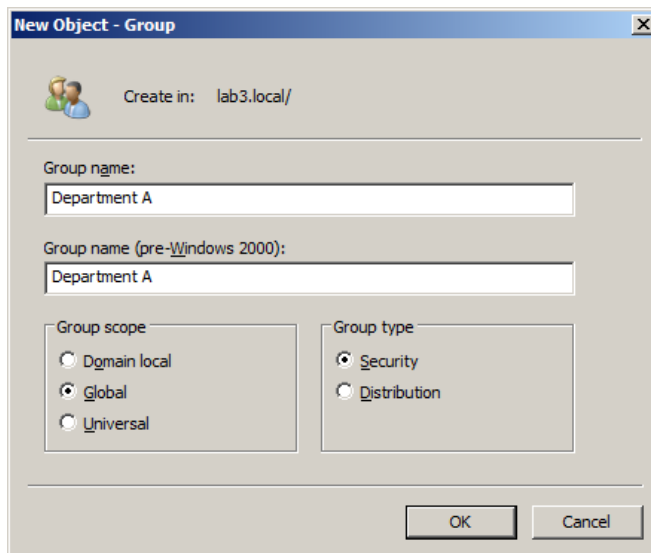 New Object - Group
Create in: lab3.local/
Group name:
Department A
Group name (pre-Windows 2000):
Department A
Group scope
Domain local
Global
Universal
Group type
Security
Distribution
OK Cancel